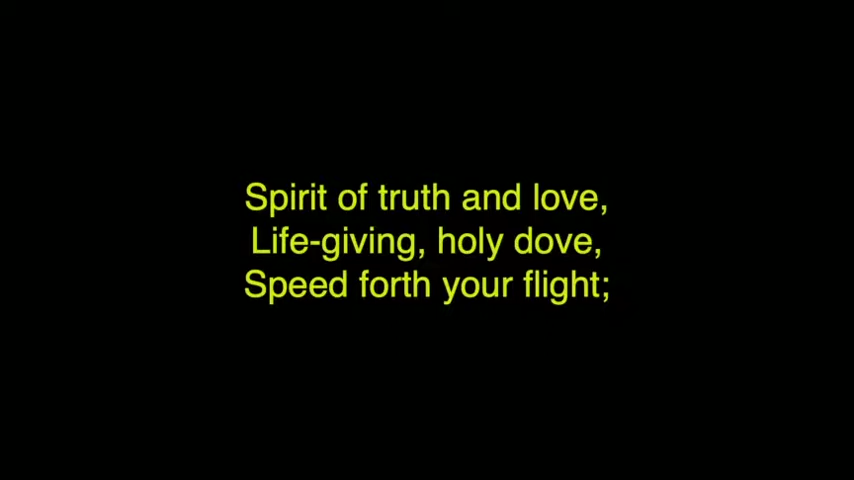 Spirit of truth and love,
Life-giving, holy dove,
Speed forth your flight;